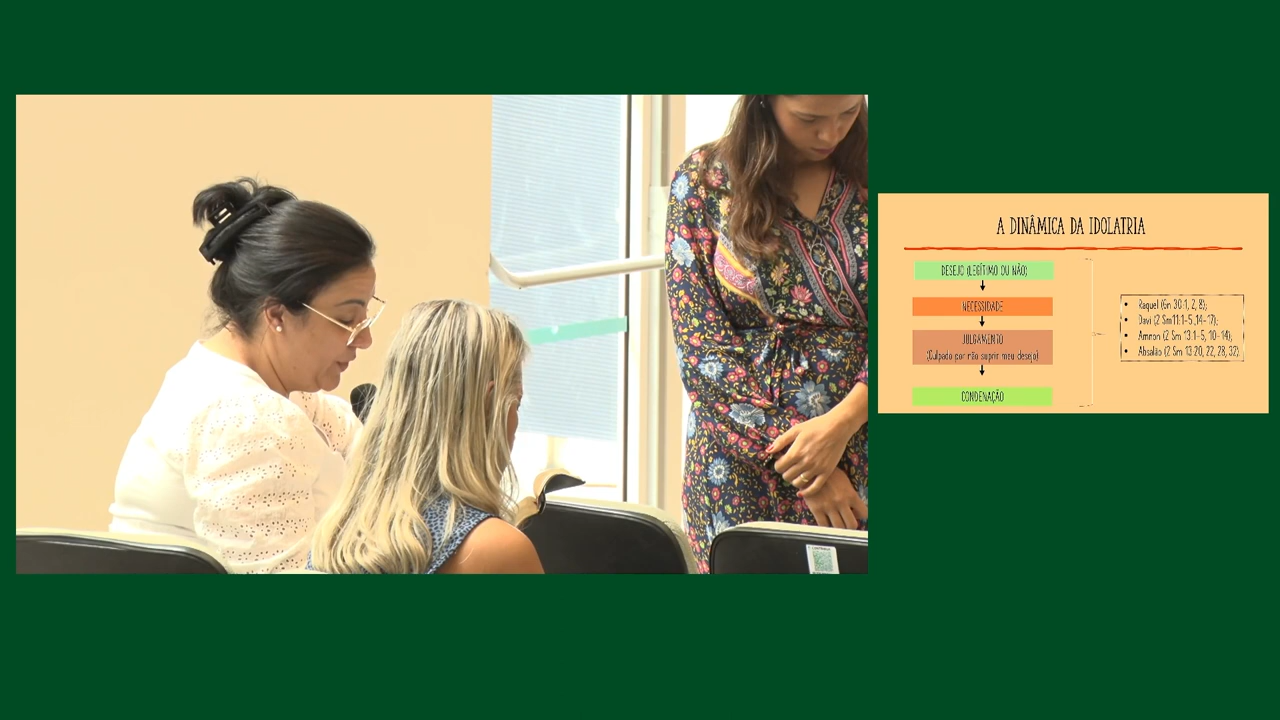 A DINÂMICA DA IDOLATRIA
DESEJO (LEGÍTIMO OU NÃO)
NECESSIDADE
JULGAMENTO
(Culpado por não suprir meu desejo)
CONDENAÇÃO
• Raquel (Gn 30:1, 2, 8);
• Davi (2 Sm11:1-5,14-17);
• Amnon (2 Sm 13:1-5, 10-14);
• Absalão (2 Sm 13:20, 22, 28, 32).